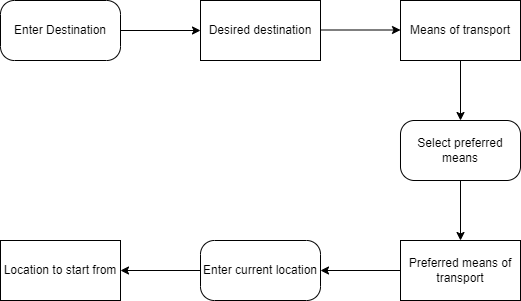 Enter Destination
Desired destination
Means of transport
Select preferred
means
Preferred means of
transport
Enter current location
Location to start from